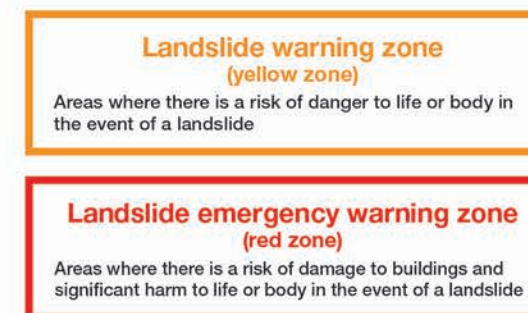 Landslide warning zone
(yellow zone)
Areas where there is a risk of danger to life or body in
the event of a landslide
Landslide emergency warning zone
(red zone)
Areas where there is a risk of damage to buildings and
significant harm to life or body in the event of a landslide